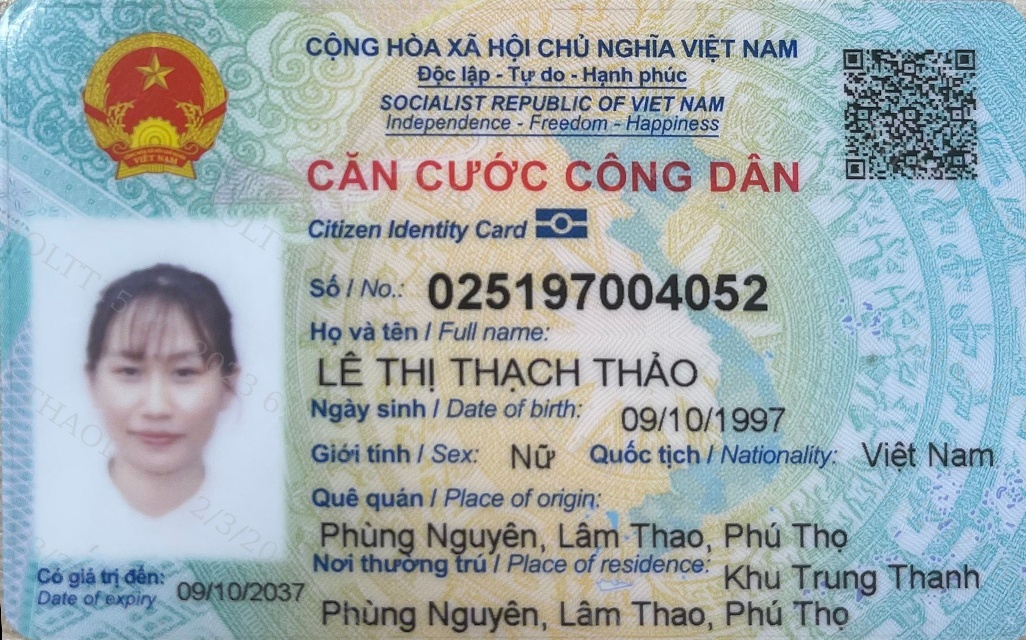 CỘNG HÒA XÃ HỘI CHỦ NGHĨA VIỆT NAM
Độc lập - Tự do - Hạnh phúc
SOCIALIST REPUBLIC OF VIET NAM
Independence - Freedom - Happiness
VIỆT NAM
CĂN CƯỚC CÔNG DÂN
Citizen Identity Card
Số / No.: 025197004052
Họ và tên / Full name:
LÊ THỊ THẠCH THẢO
Ngày sinh / Date of birth: 09/10/1997
Giới tính / Sex: Nữ Quốc tịch / Nationality: Việt Nam
Quê quán / Place of origin:
Phùng Nguyên, Lâm Thao, Phú Thọ
Nơi thường trú / Place of residence: Khu Trung Thanh
Phùng Nguyên, Lâm Thao, Phú Thọ
Có giá trị đến: 09/10/2037
Date of expiry